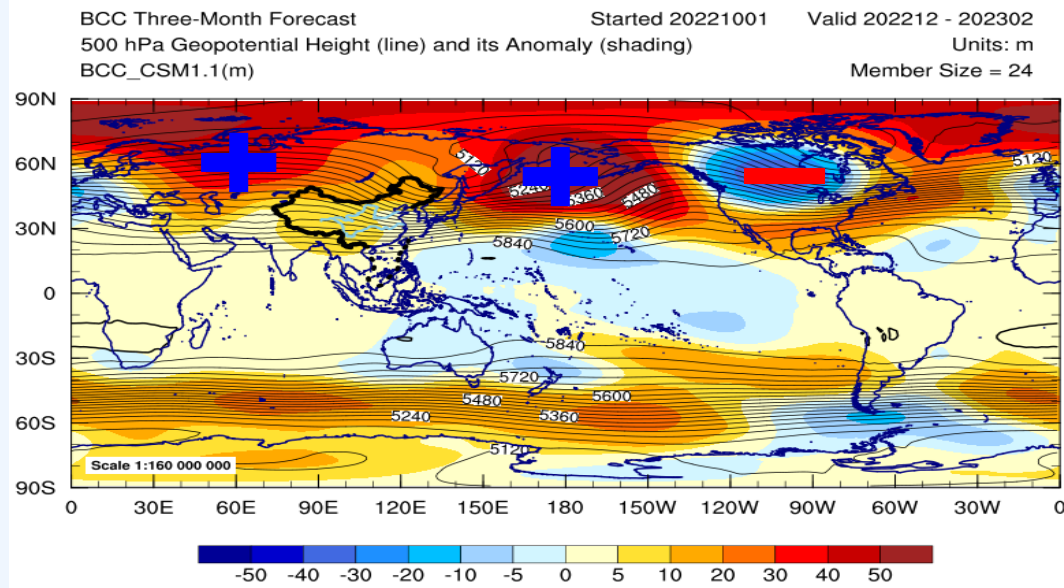 BCC Three-Month Forecast Started 20221001 Valid 202212 - 202302
500 hPa Geopotential Height (line) and its Anomaly (shading) Units: m
BCC_CSM1.1(m) Member Size = 24
90N
60N
30N
0
30S
60S
90S
5120
5240
5360
5480
5600
5720
5840
5120
5840
5720
5600
5480
5360
5240
5120
Scale 1:160 000 000
0 30E 60E 90E 120E 150E 180 150W 120W 90W 60W 30W 0
-50 -40 -30 -20 -10 -5 0 5 10 20 30 40 50